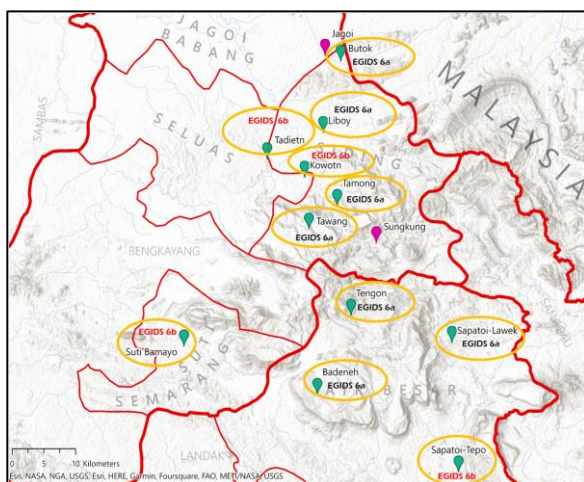 JAGOI
BABANG
Jagoi
Butok
EGIDS 6a
MALAYSIA
SAMBAS
SELUAS
EGIDS 6b
Tadietn
EGIDS 6a
Liboy
SIDING
EGIDS 6b
Kowotn
Tamong
EGIDS 6a
Tawang
EGIDS 6a
Sungkung
BENGKAYANG
Tengon
EGIDS 6a
EGIDS 6b
Suti'Bamayo
SUTI
SEMARANG
Sapatoi-Lawek
EGIDS 6a
Badeneh
EGIDS 6a
AIR BESAR
LANDAK
Sapatoi-Tepo
EGIDS 6b
0 5 10 Kilometers
Esri, NASA, NGA, USGS, Esri, HERE, Garmin, Foursquare, FAO, METI/NASA, USGS